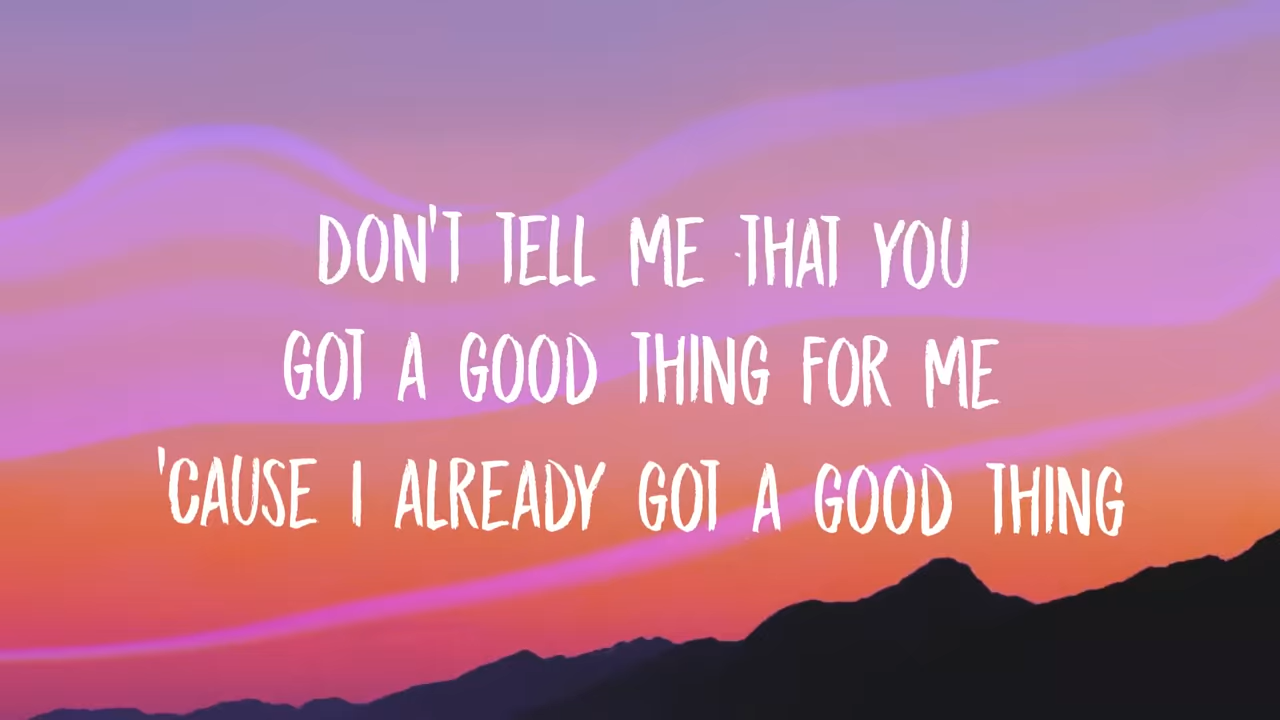 DON'T TELL ME THAT YOU
GOT A GOOD THING FOR ME
'CAUSE I ALREADY GOT A GOOD THING